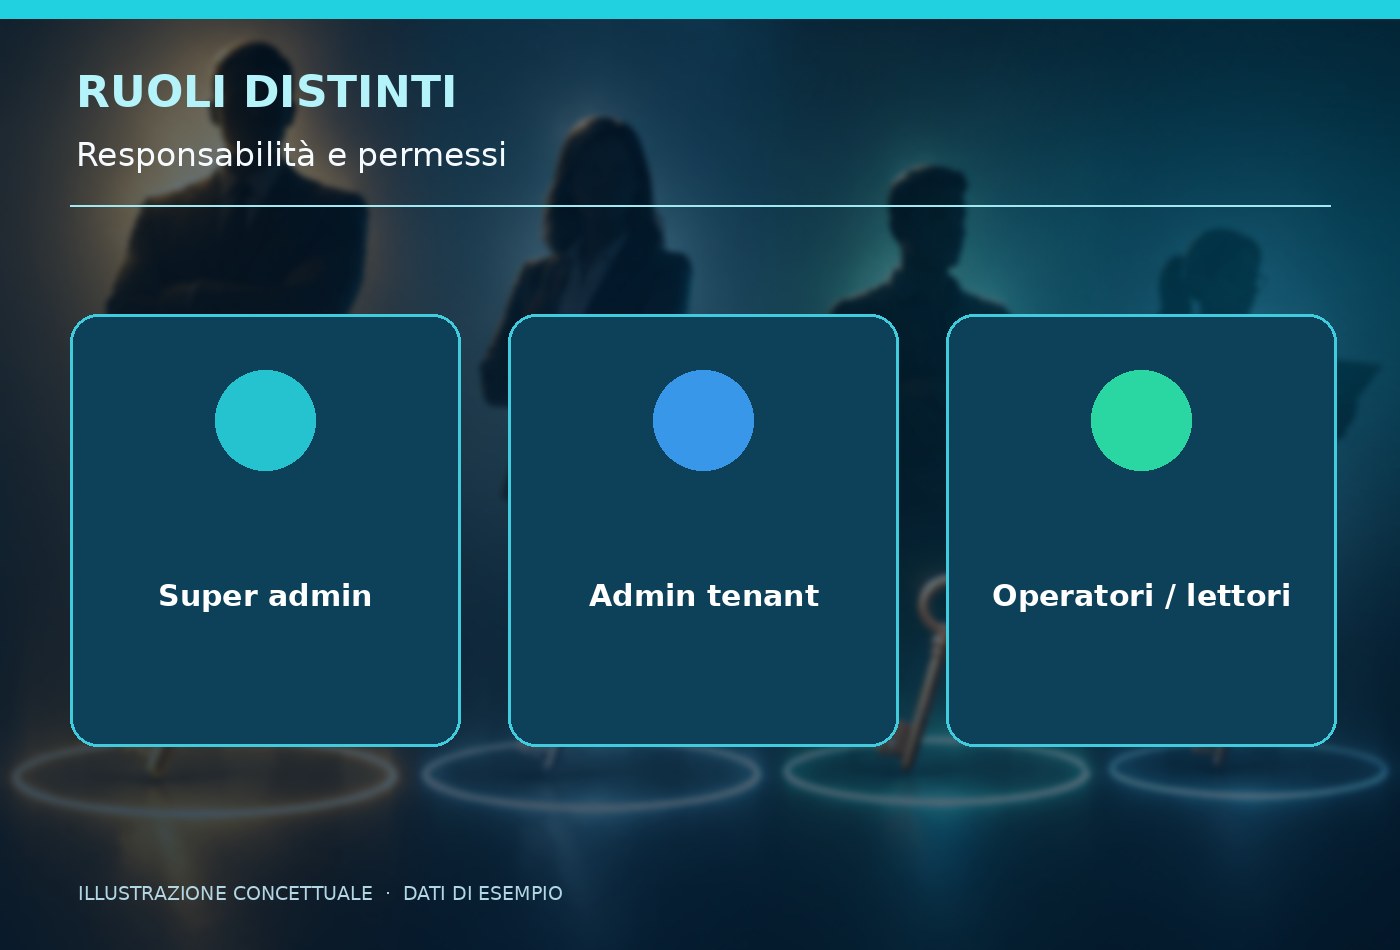 RUOLI DISTINTI
Responsabilità e permessi
Super admin
Admin tenant
Operatori / lettori
ILLUSTRAZIONE CONCETTUALE · DATI DI ESEMPIO